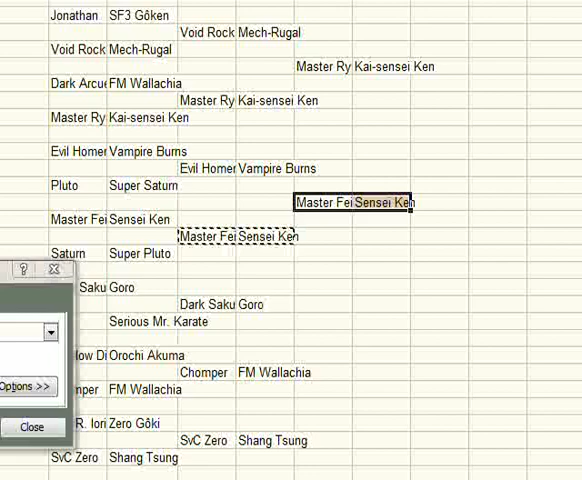 Jonathan SF3 Gôken
Void Rock Mech-Rugal
Void Rock Mech-Rugal
Master Ry Kai-sensei Ken
Dark Arcue FM Wallachia
Master Ry Kai-sensei Ken
Master Ry Kai-sensei Ken
Evil Homer Vampire Burns
Evil Homer Vampire Burns
Pluto Super Saturn
Master Fei Sensei Ken
Master Fei Sensei Ken
Master Fei Sensei Ken
Saturn Super Pluto
?
Saku Goro
Dark Saku Goro
Serious Mr. Karate
low Di Orochi Akuma
Chomper FM Wallachia
Options >>
mper FM Wallachia
R. Iori Zero Gôki
Close
SvC Zero Shang Tsung
SvC Zero Shang Tsung